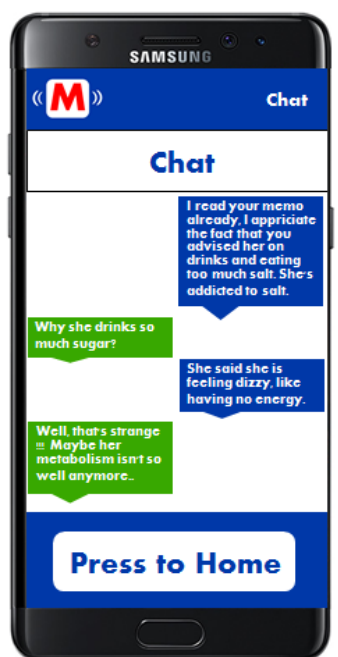 SAMSUNG
M
Chat
Chat
I read your memo
already, I appriciate
the fact that you
advised her on
drinks and eating
too much salt. She's
addicted to salt.
Why she drinks so
much sugar?
She said she is
feeling dizzy, like
having no energy.
Well, that's strange
!!! Maybe her
metabolism isn't so
well anymore..
Press to Home